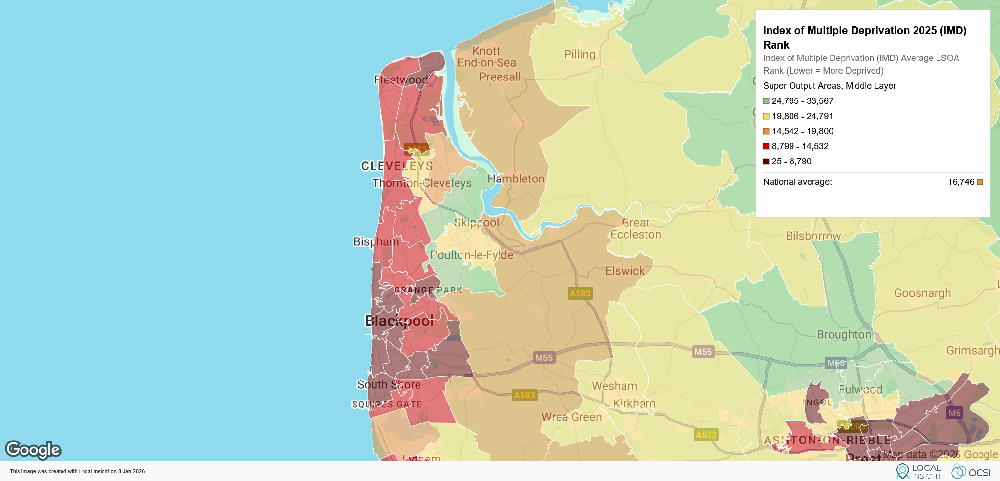 Index of Multiple Deprivation 2025 (IMD)
Rank
Index of Multiple Deprivation (IMD) Average LSOA
Rank (Lower = More Deprived)
Super Output Areas, Middle Layer
24,795 - 33,567
19,806 - 24,791
14,542 - 19,800
8,799 - 14,532
25 - 8,790
National average: 16,746
Knott
End-on-Sea
Pilling
Preesall
Fleetwood
A585
CLEVELEYS
Thornton-Cleveleys
Hambleton
Skippool
Great
Eccleston
Bilsborrow
Bispham
Poulton-le-Fylde
Elswick
GRANGE PARK
A585
Goosnargh
Blackpool
Broughton
M55
M55
Grimsargh
M55
South Shore
Wesham
Fulwood
A583
SQUIRES GATE
Kirkham
INGOL
M6
Wrea Green
A583
ASHTON-ON-RIBBLE
Lytham
Map data ©2026 Google
Google
This image was created with Local Insight on 8 Jan 2026
LOCAL
INSIGHT
OCSI